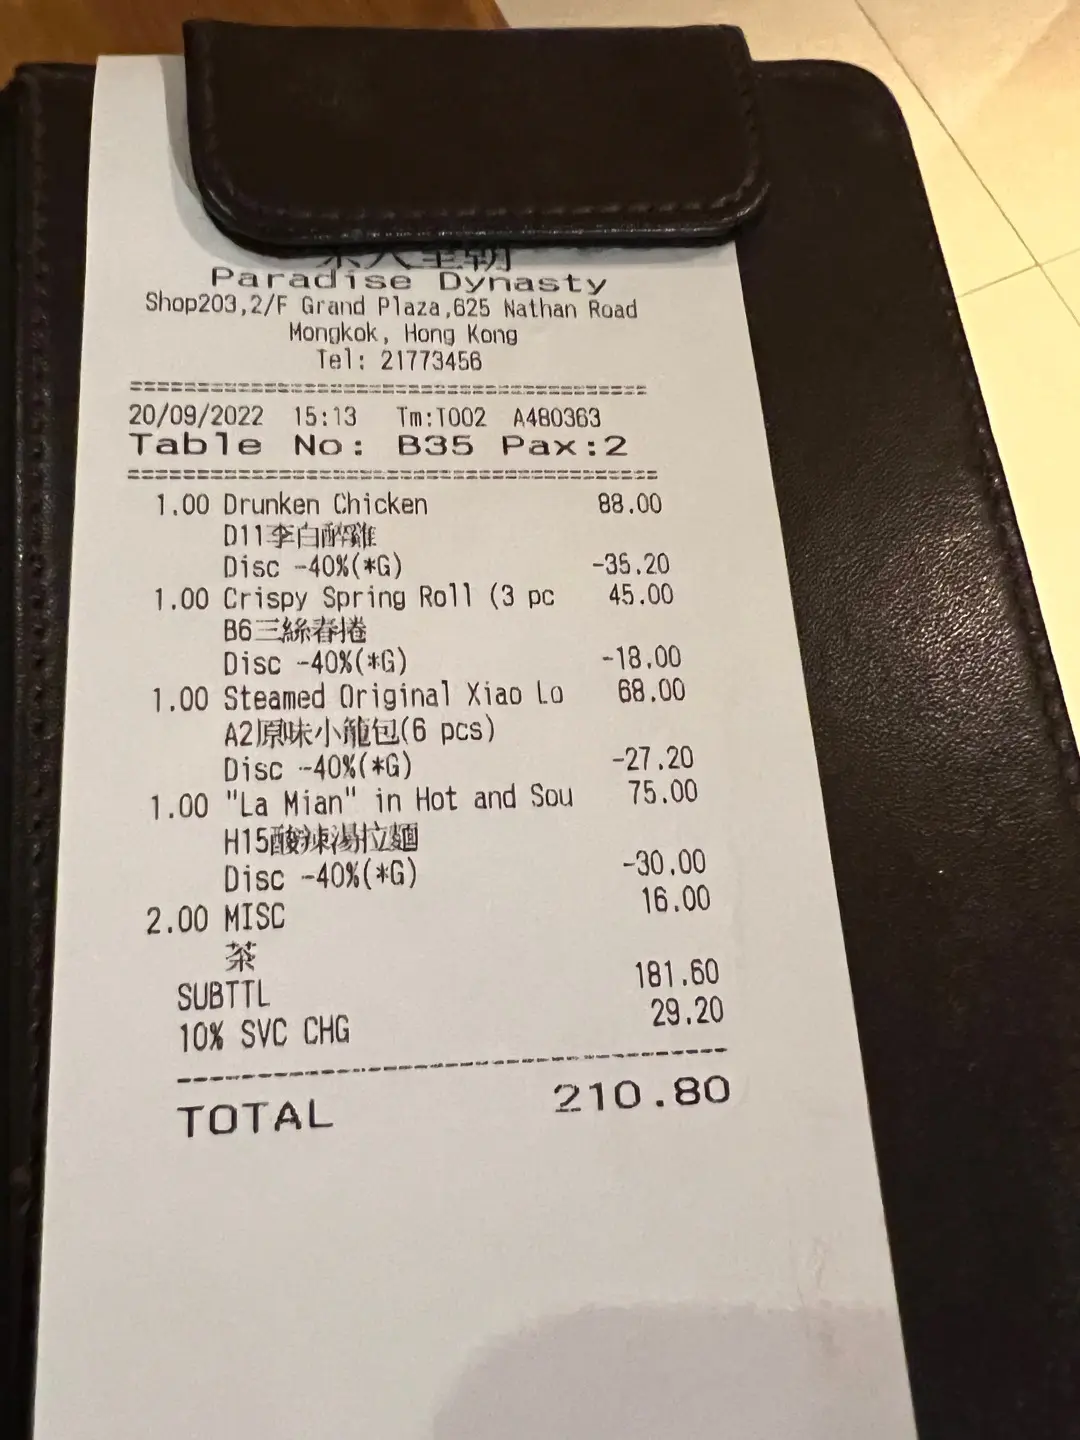 Paradise Dynasty
Shop203,2/F Grand Plaza,625 Nathan Road
Mongkok, Hong Kong
Tel: 21773456
20/09/2022 15:13 Tm:T002 A480363
Table No: B35 Pax:2
1.00 Drunken Chicken 88.00
D11李白醉雞
Disc -40%(*G) -35.20
1.00 Crispy Spring Roll (3 pc 45.00
B6三絲春捲
Disc -40%(*G) -18.00
1.00 Steamed Original Xiao Lo 68.00
A2原味小籠包(6 pcs)
Disc -40%(*G) -27.20
1.00 "La Mian" in Hot and Sou 75.00
H15酸辣湯拉麵
Disc -40%(*G) -30.00
2.00 MISC 16.00
茶
SUBTTL 181.60
10% SVC CHG 29.20
TOTAL 210.80